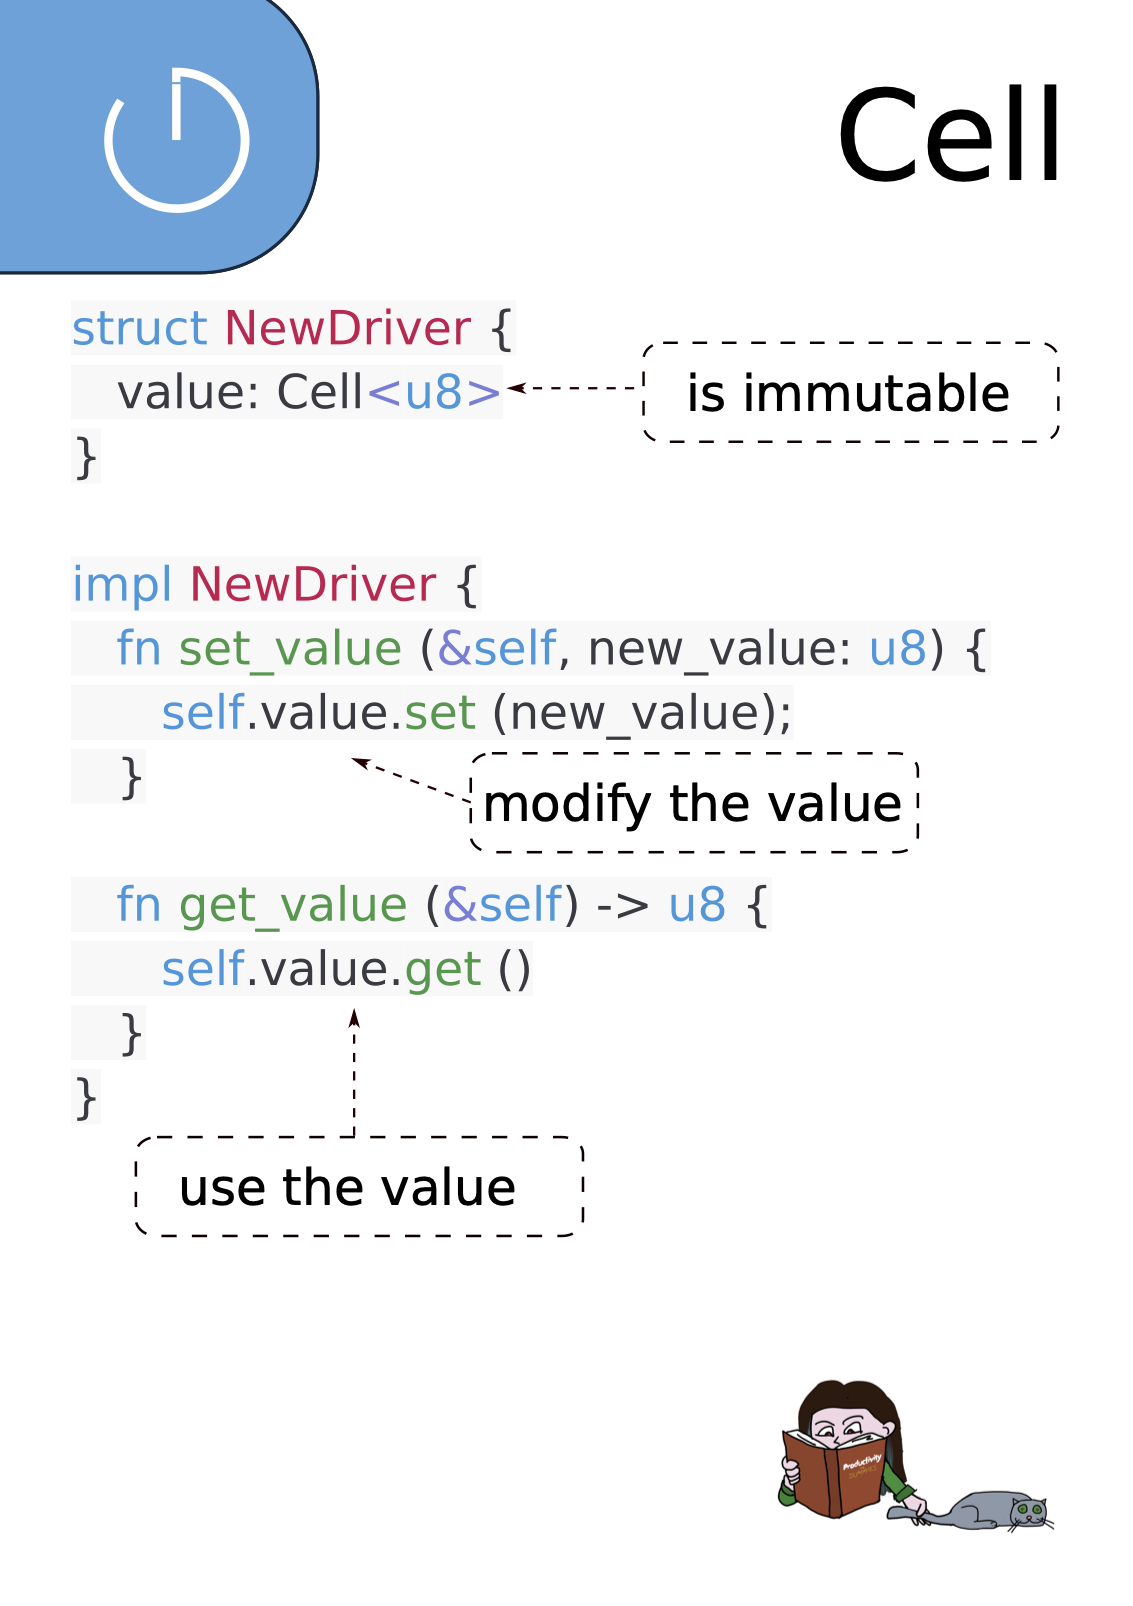 Cell
struct NewDriver {
value: Cell<u8>
is immutable
}
impl NewDriver {
fn set_value (&self, new_value: u8) {
self.value.set (new_value);
}
modify the value
fn get_value (&self) -> u8 {
self.value.get ()
}
}
use the value
Productivity
DUMMIES